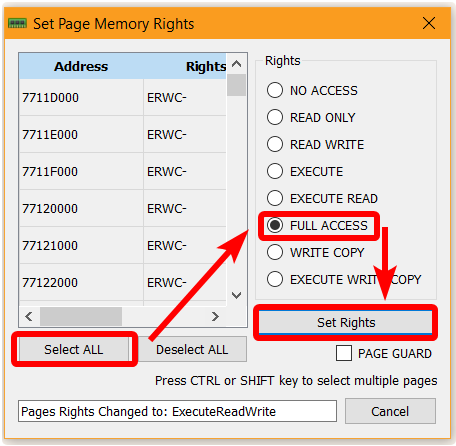 Set Page Memory Rights
Address Rights
7711D000 ERWC-
7711E000 ERWC-
7711F000 ERWC-
77120000 ERWC-
77121000 ERWC-
77122000 ERWC-
Rights
NO ACCESS
READ ONLY
READ WRITE
EXECUTE
EXECUTE READ
FULL ACCESS
WRITE COPY
EXECUTE WRITE COPY
Set Rights
Select ALL Deselect ALL
PAGE GUARD
Press CTRL or SHIFT key to select multiple pages
Pages Rights Changed to: ExecuteReadWrite
Cancel